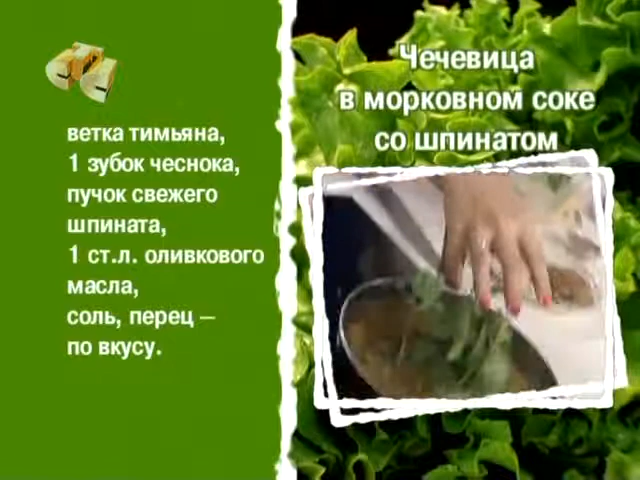 Чечевица
в морковном соке
со шпинатом
ветка тимьяна,
1 зубок чеснока,
пучок свежего
шпината,
1 ст.л. оливкового
масла,
соль, перец –
по вкусу.